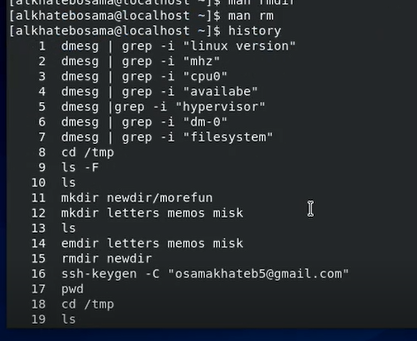 [alkhatebosama@localhost ~]$ man rmdir
[alkhatebosama@localhost ~]$ man rm
[alkhatebosama@localhost ~]$ history
1 dmesg | grep -i "linux version"
2 dmesg | grep -i "mhz"
3 dmesg | grep -i "cpu0"
4 dmesg | grep -i "availabe"
5 dmesg |grep -i "hypervisor"
6 dmesg | grep -i "dm-0"
7 dmesg | grep -i "filesystem"
8 cd /tmp
9 ls -F
10 ls
11 mkdir newdir/morefun
12 mkdir letters memos misk
13 ls
14 emdir letters memos misk
15 rmdir newdir
16 ssh-keygen -C "osamakhateb5@gmail.com"
17 pwd
18 cd /tmp
19 ls